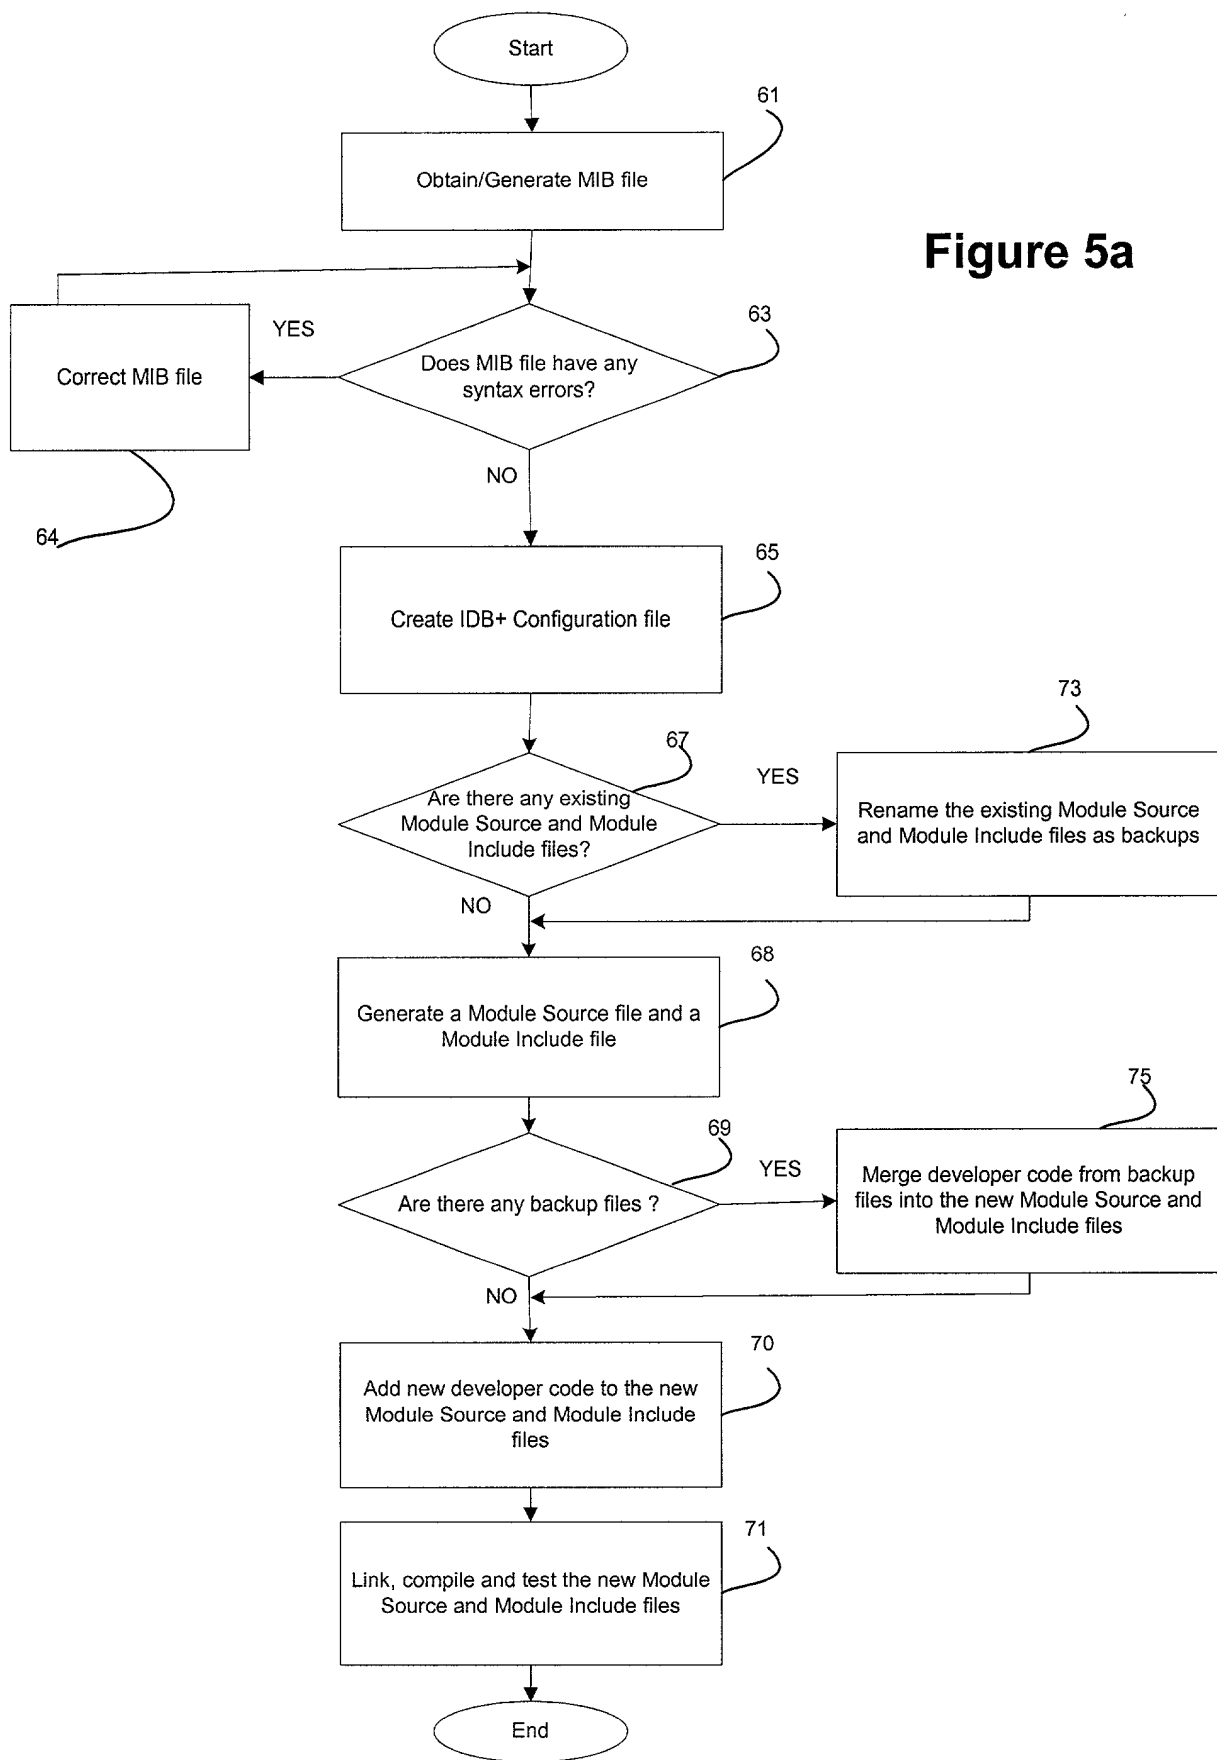 Start
61
Obtain/Generate MIB file
Figure 5a
YES
63
Correct MIB file
Does MIB file have any
syntax errors?
NO
64
65
Create IDB+ Configuration file
73
67
YES
Are there any existing
Module Source and Module
Include files?
Rename the existing Module Source
and Module Include files as backups
NO
68
Generate a Module Source file and a
Module Include file
75
69
YES
Are there any backup files ?
Merge developer code from backup
files into the new Module Source and
Module Include files
NO
70
Add new developer code to the new
Module Source and Module Include
files
71
Link, compile and test the new Module
Source and Module Include files
End